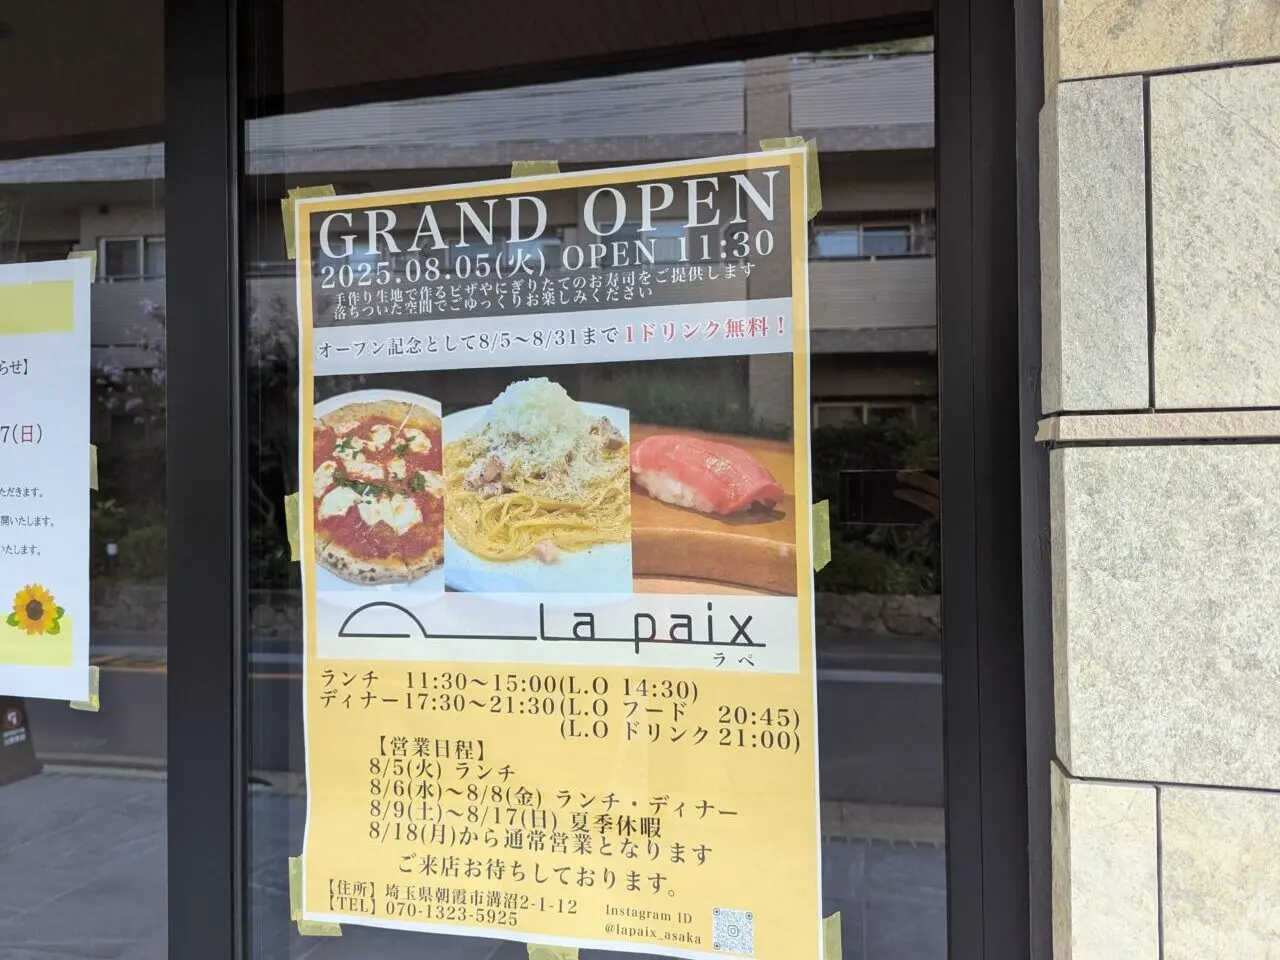 らせ】
7(日)
ただきます。
開いたします。
いたします。
GRAND OPEN
2025.08.05(火) OPEN 11:30
手作り生地で作るピザやにぎりたてのお寿司をご提供します
落ちついた空間でごゆっくりお楽しみください
オープン記念として8/5～8/31まで1ドリンク無料！
La paix
ラペ
ランチ 11:30～15:00(L.O 14:30)
ディナー17:30～21:30(L.O フード 20:45)
(L.O ドリンク21:00)
【営業日程】
8/5(火) ランチ
8/6(水)～8/8(金) ランチ・ディナー
8/9(土)～8/17(日) 夏季休暇
8/18(月)から通常営業となります
ご来店お待ちしております。
【住所】埼玉県朝霞市溝沼2-1-12
【TEL】070-1323-5925
Instagram ID
@lapaix_asaka